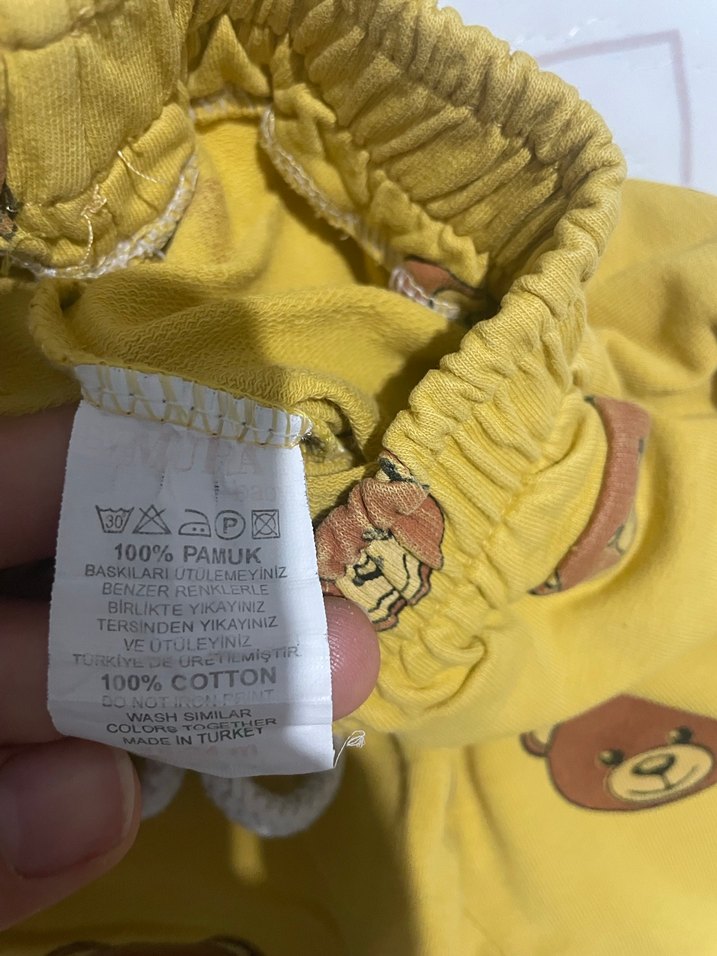 30 P
100% PAMUK
BASKILARI ÜTÜLEMEYİNİZ
BENZER RENKLERLE
BİRLİKTE YIKAYINIZ
TERSİNDEN YIKAYINIZ
VE ÜTÜLEYİNİZ
TÜRKİYE'DE ÜRETİLMİŞTİR.
100% COTTON
DO NOT IRON PRINT
WASH SIMILAR
COLORS TOGETHER
MADE IN TURKEY